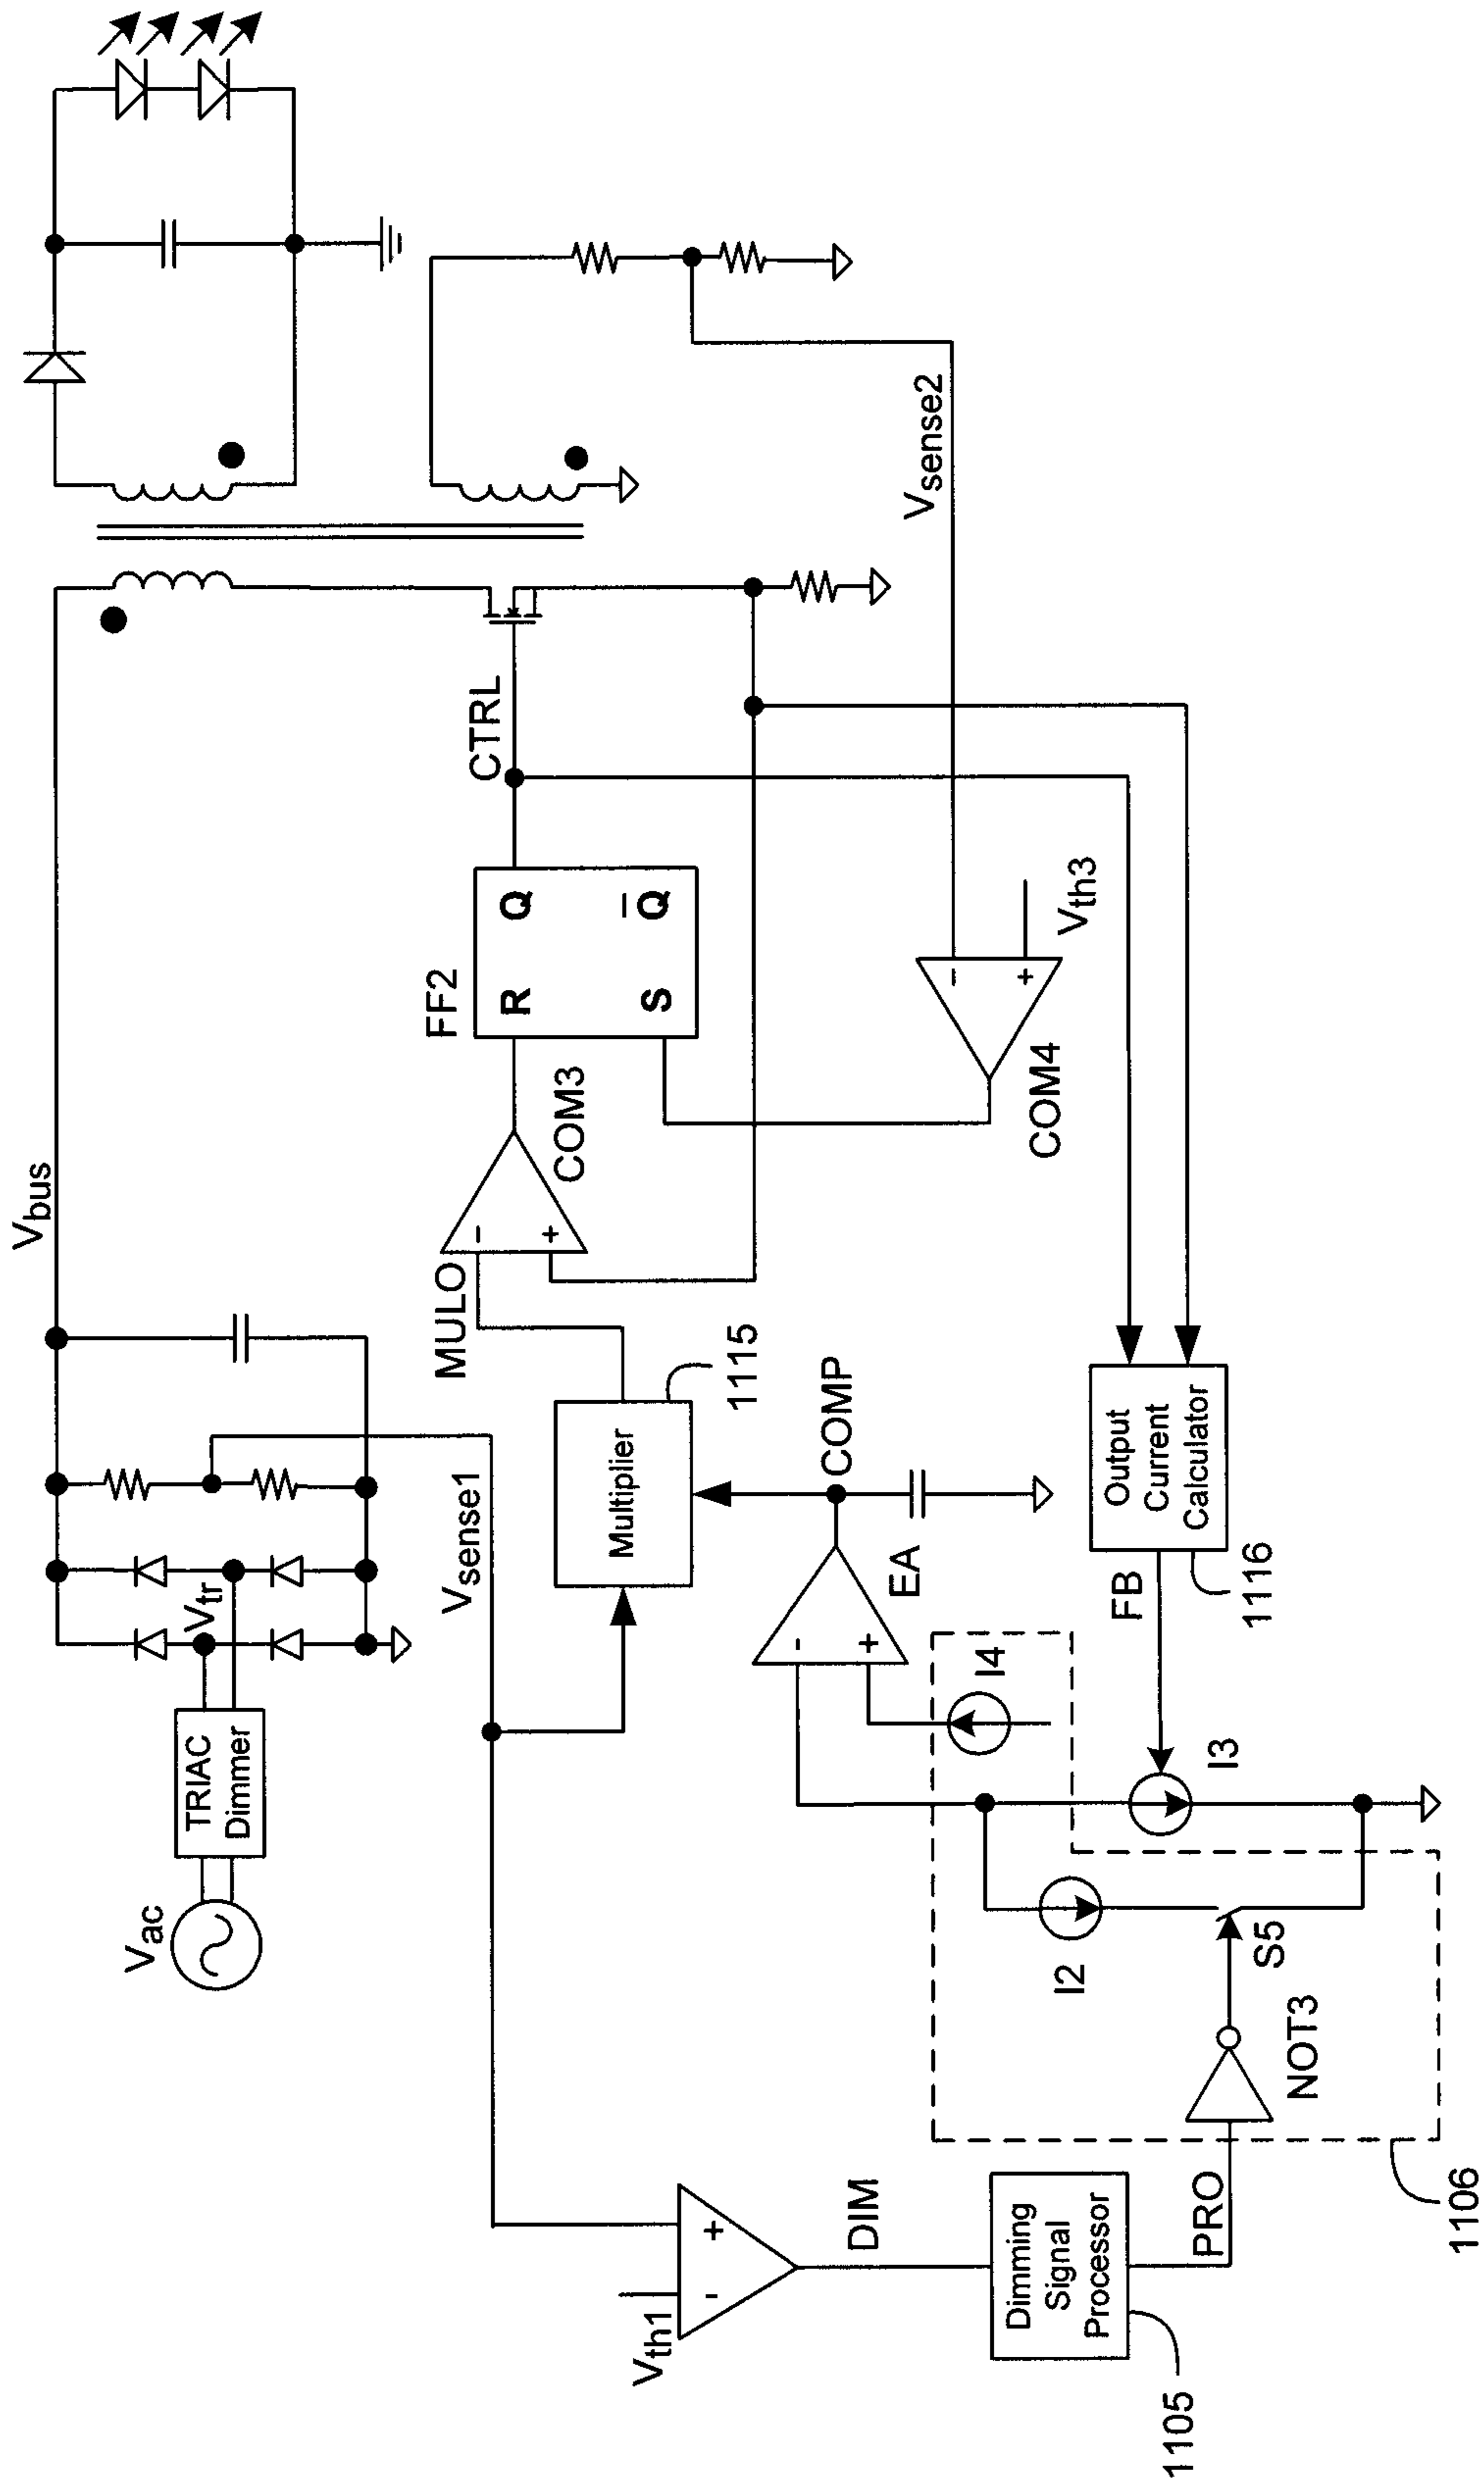 Vac
TRIAC
Dimmer
Vtr
Vbus
Vsense1
Multiplier
1115
MULO
COM3
FF2
R
Q
S
Q̅
CTRL
-
+
Vsense2
COM4
-
+
Vth3
Vth1
-
+
DIM
Dimming
Signal
Processor
1105
PRO
NOT3
S5
I2
I3
I4
1106
-
+
EA
COMP
FB
Output
Current
Calculator
1116